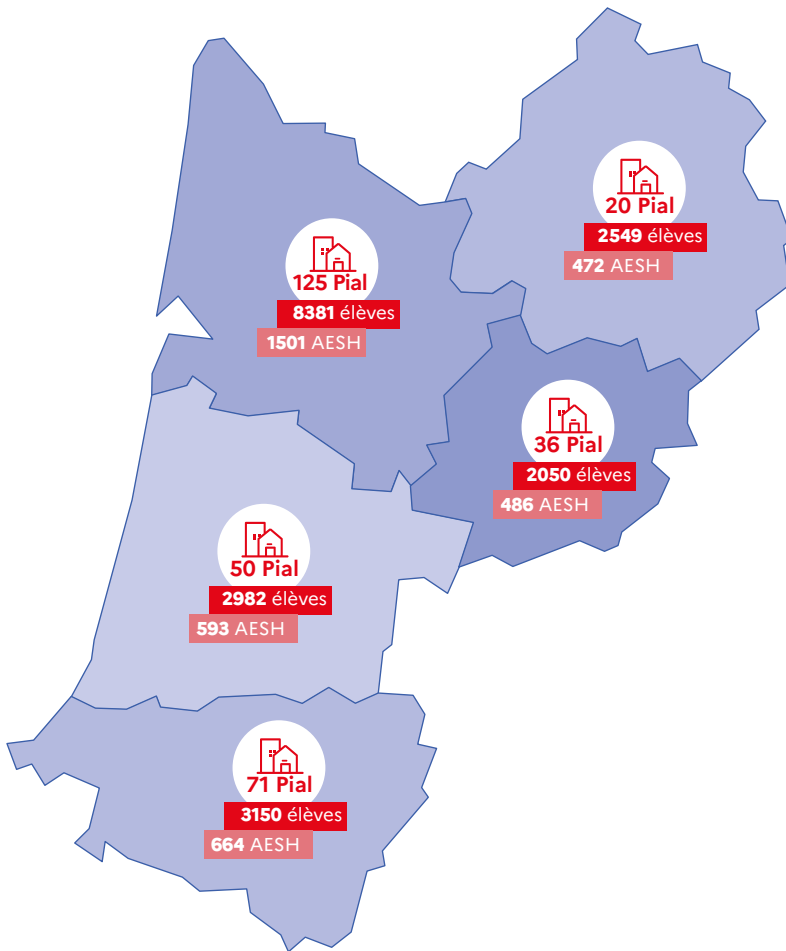 20 Pial
2549 élèves
472 AESH
125 Pial
8381 élèves
1501 AESH
36 Pial
2050 élèves
486 AESH
50 Pial
2982 élèves
593 AESH
71 Pial
3150 élèves
664 AESH